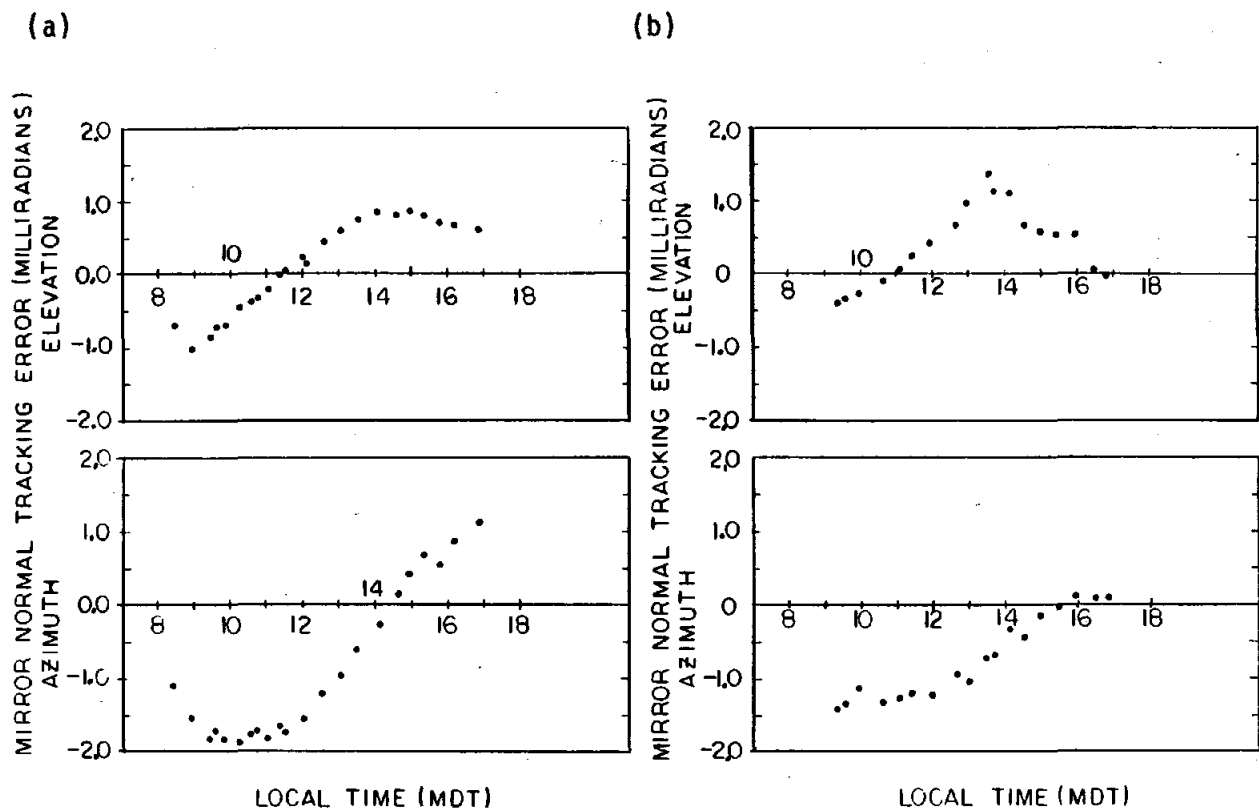 (a)
(b)
MIRROR NORMAL TRACKING ERROR (MILLIRADIANS)
ELEVATION
AZIMUTH
2.0
1.0
0.0
-1.0
-2.0
8 10 12 14 16 18
2.0
1.0
0.0
-1.0
-2.0
8 10 12 14 16 18
LOCAL TIME (MDT)
MIRROR NORMAL TRACKING ERROR (MILLIRADIANS)
ELEVATION
AZIMUTH
2.0
1.0
0
-1.0
-2.0
8 10 12 14 16 18
2.0
1.0
0
-1.0
-2.0
8 10 12 14 16 18
LOCAL TIME (MDT)